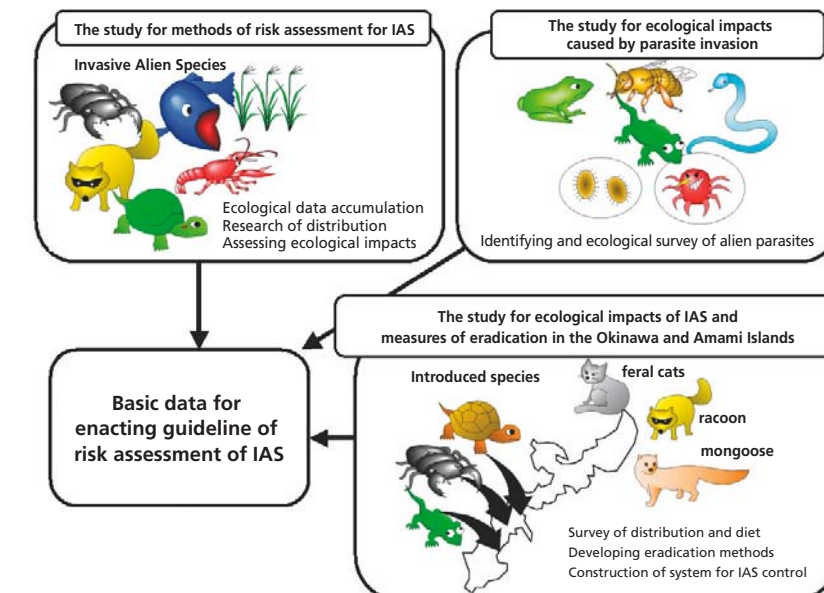 The study for methods of risk assessment for IAS
Invasive Alien Species
Ecological data accumulation
Research of distribution
Assessing ecological impacts
The study for ecological impacts
caused by parasite invasion
Identifying and ecological survey of alien parasites
The study for ecological impacts of IAS and
measures of eradication in the Okinawa and Amami Islands
Introduced species
feral cats
racoon
mongoose
Survey of distribution and diet
Developing eradication methods
Construction of system for IAS control
Basic data for
enacting guideline of
risk assessment of IAS